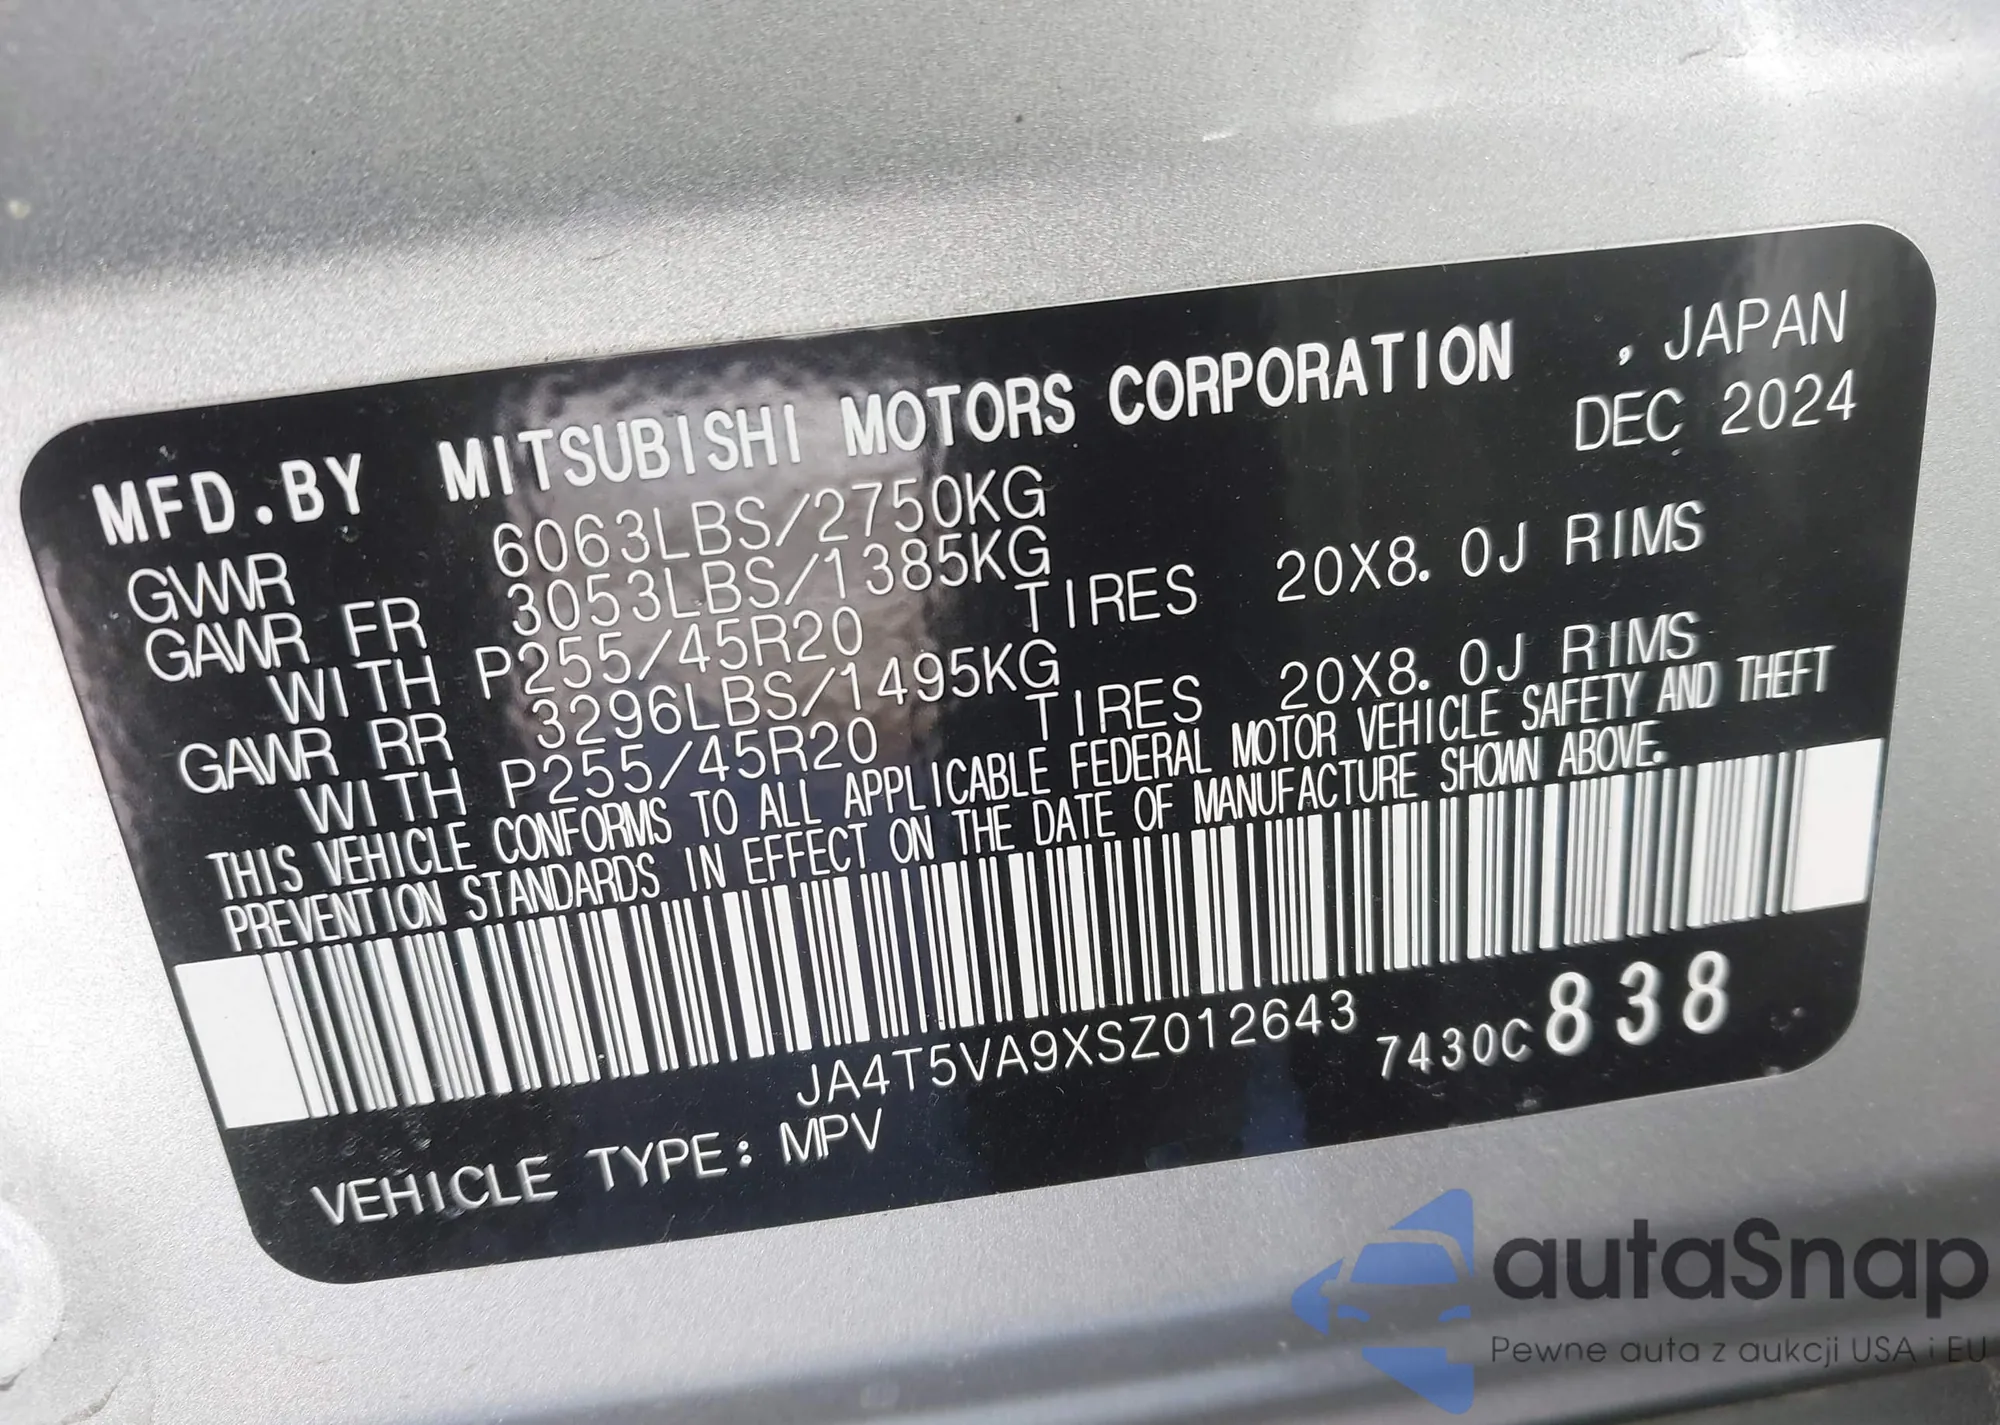 MFD.BY MITSUBISHI MOTORS CORPORATION , JAPAN
GVWR 6063LBS/2750KG DEC 2024
GAWR FR 3053LBS/1385KG
WITH P255/45R20 TIRES 20X8.0J RIMS
GAWR RR 3296LBS/1495KG
WITH P255/45R20 TIRES 20X8.0J RIMS
THIS VEHICLE CONFORMS TO ALL APPLICABLE FEDERAL MOTOR VEHICLE SAFETY AND THEFT
PREVENTION STANDARDS IN EFFECT ON THE DATE OF MANUFACTURE SHOWN ABOVE.
JA4T5VA9XSZ012643 7430C 838
VEHICLE TYPE: MPV
autaSnap
Pewne auta z aukcji USA i EU